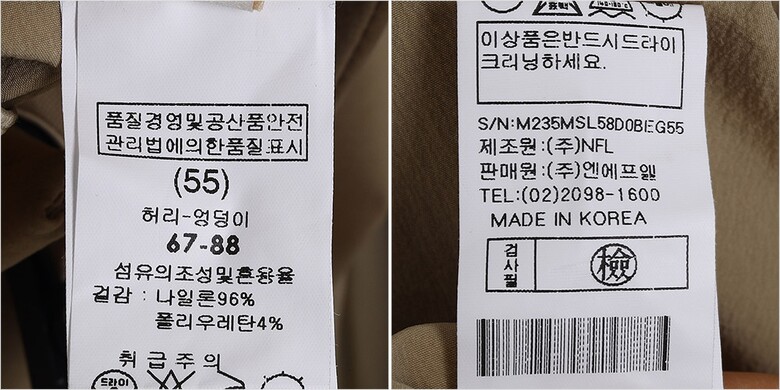 품질경영및공산품안전
관리법에의한품질표시
(55)
허리-엉덩이
67-88
섬유의조성및혼용율
겉감 : 나일론96%
폴리우레탄4%
취급주의
드라이
표백
이상품은반드시드라이
크리닝하세요.
S/N:M235MSL58D0BEG55
제조원:(주)NFL
판매원:(주)엔에프엘
TEL:(02)2098-1600
MADE IN KOREA
검사필
檢